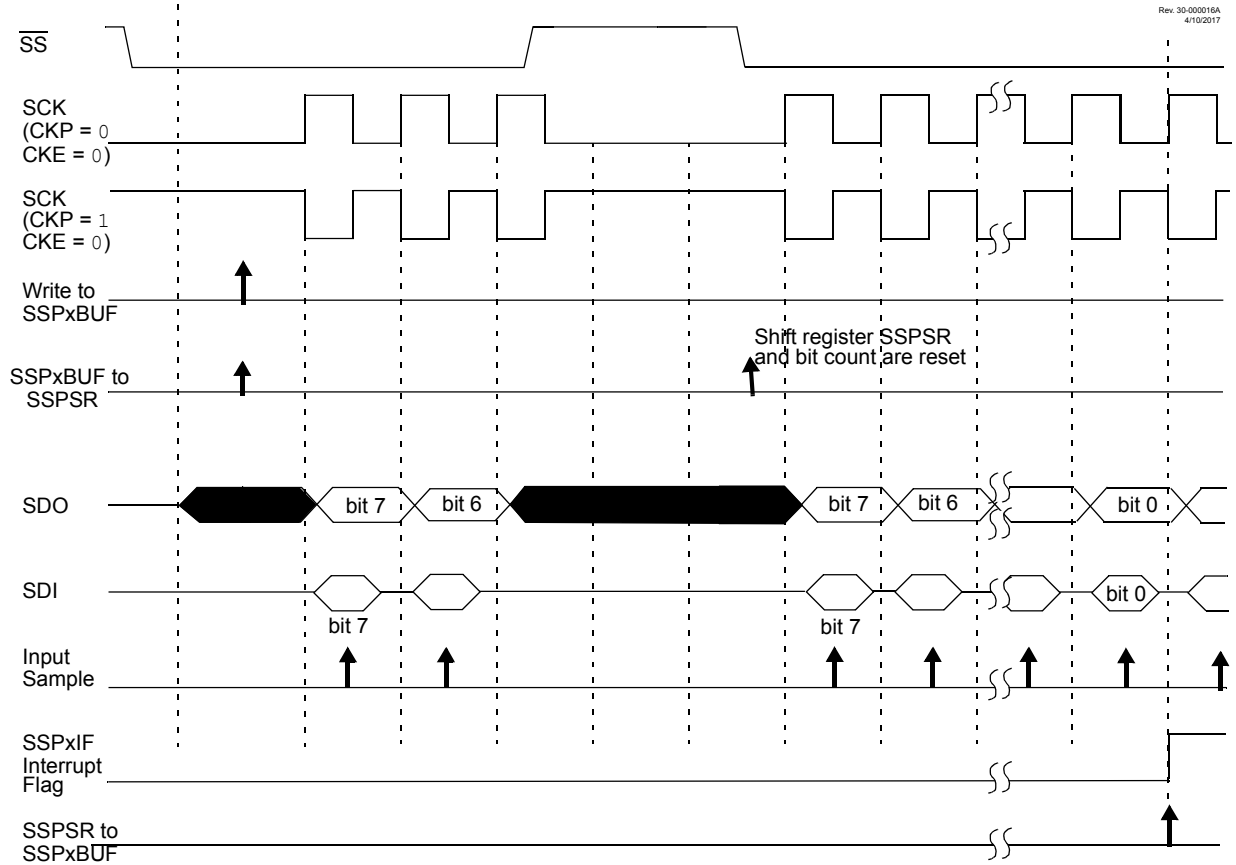 Rev. 30-000016A
4/10/2017
SS
SCK
(CKP = 0
CKE = 0)
SCK
(CKP = 1
CKE = 0)
Write to
SSPxBUF
Shift register SSPSR
and bit count are reset
SSPxBUF to
SSPSR
SDO
bit 7
bit 6
bit 7
bit 6
bit 0
SDI
bit 0
bit 7
bit 7
Input
Sample
SSPxIF
Interrupt
Flag
SSPSR to
SSPxBUF